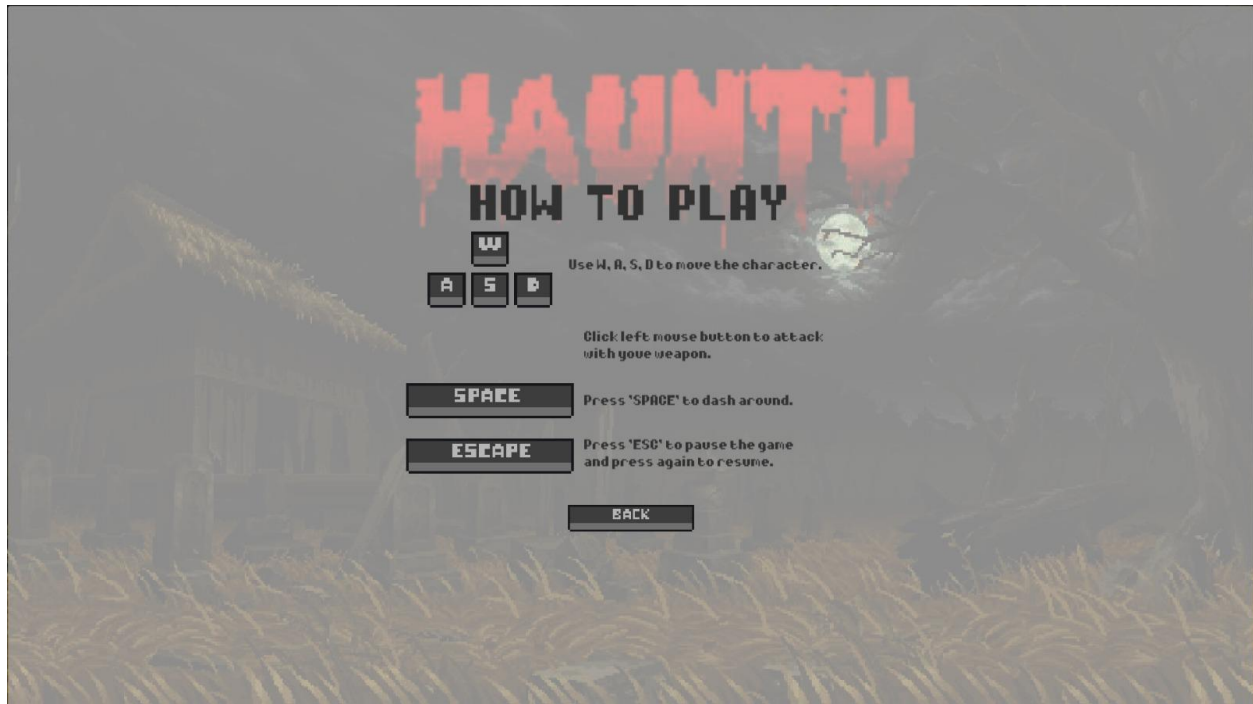 HAUNTU
HOW TO PLAY
W
Use W, A, S, D to move the character.
A S D
Click left mouse button to attack
with youe weapon.
SPACE
Press 'SPACE' to dash around.
ESCAPE
Press 'ESC' to pause the game
and press again to resume.
BACK